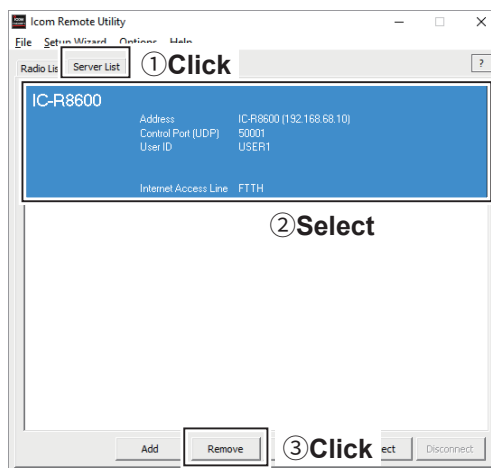 Icom Remote Utility
File Setup Wizard Options Help
Radio Lis Server List ①Click ?
IC-R8600
Address IC-R8600 (192.168.68.10)
Control Port (UDP) 50001
User ID USER1
Internet Access Line FTTH
②Select
Add Remove ③Click ect Disconnect